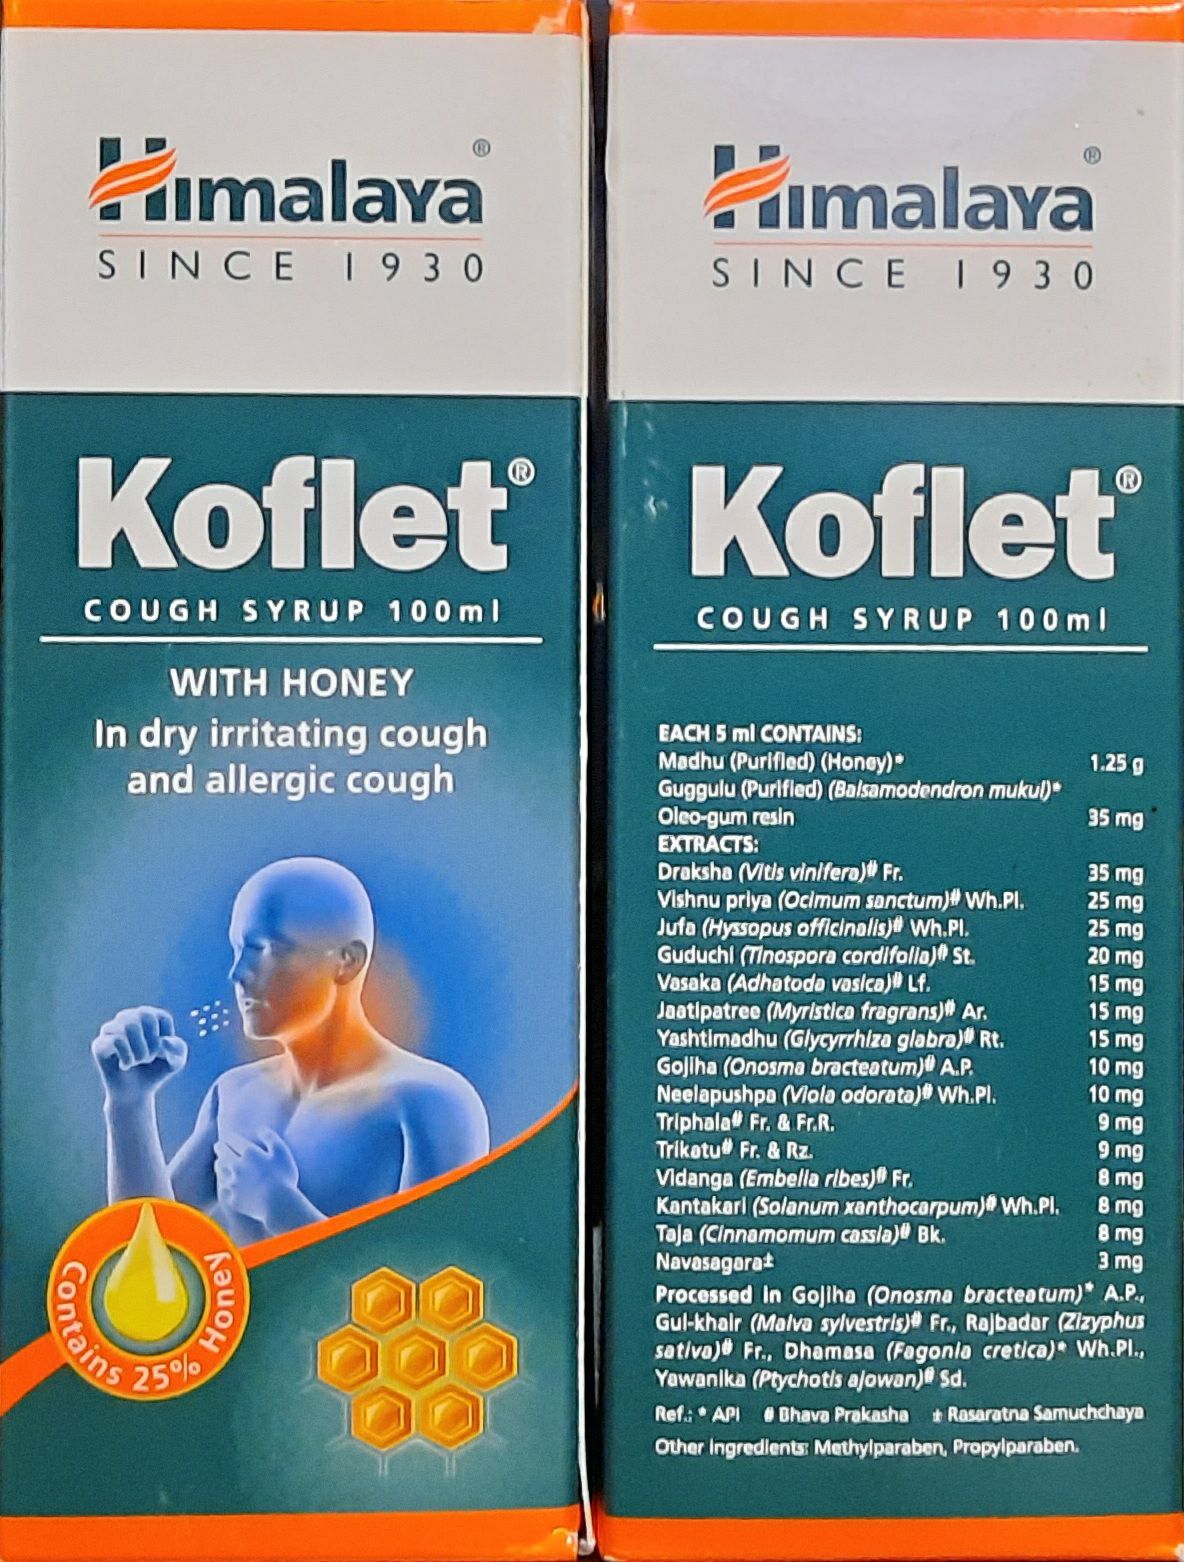 Himalaya®
SINCE 1930
Koflet®
COUGH SYRUP 100ml
WITH HONEY
In dry irritating cough
and allergic cough
Contains 25% Honey
Himalaya®
SINCE 1930
Koflet®
COUGH SYRUP 100ml
EACH 5 ml CONTAINS:
Madhu (Purified) (Honey)* 1.25 g
Guggulu (Purified) (Balsamodendron mukul)*
Oleo-gum resin 35 mg
EXTRACTS:
Draksha (Vitis vinifera)# Fr. 35 mg
Vishnu priya (Ocimum sanctum)# Wh.Pl. 25 mg
Jufa (Hyssopus officinalis)# Wh.Pl. 25 mg
Guduchi (Tinospora cordifolia)# St. 20 mg
Vasaka (Adhatoda vasica)# Lf. 15 mg
Jaatipatree (Myristica fragrans)# Ar. 15 mg
Yashtimadhu (Glycyrrhiza glabra)# Rt. 15 mg
Gojiha (Onosma bracteatum)# A.P. 10 mg
Neelapushpa (Viola odorata)# Wh.Pl. 10 mg
Triphala# Fr. & Fr.R. 9 mg
Trikatu# Fr. & Rz. 9 mg
Vidanga (Embelia ribes)# Fr. 8 mg
Kantakari (Solanum xanthocarpum)# Wh.Pl. 8 mg
Taja (Cinnamomum cassia)# Bk. 8 mg
Navasagara± 3 mg
Processed in Gojiha (Onosma bracteatum)* A.P.,
Gul-khair (Malva sylvestris)# Fr., Rajbadar (Zizyphus
sativa)# Fr., Dhamasa (Fagonia cretica)* Wh.Pl.,
Yawanika (Ptychotis ajowan)# Sd.
Ref.: * API # Bhava Prakasha ± Rasaratna Samuchchaya
Other ingredients: Methylparaben, Propylparaben.